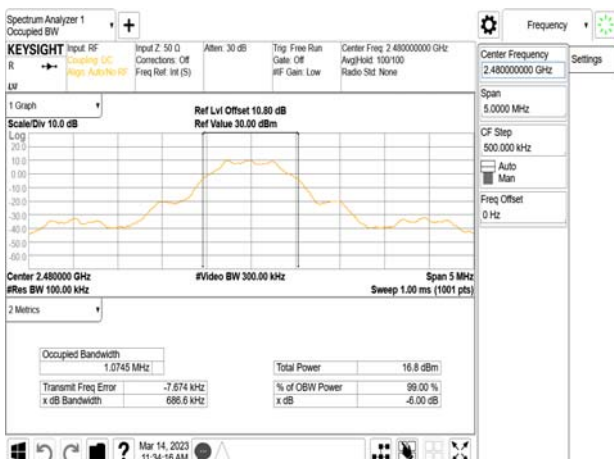 Spectrum Analyzer 1
Occupied BW
Frequency
KEYSIGHT
R
Input: RF
Coupling: DC
Align: Auto/No RF
Input Z: 50 Ω
Corrections: Off
Freq Ref: Int (S)
Atten: 30 dB
Trig: Free Run
Gate: Off
#IF Gain: Low
Center Freq: 2.480000000 GHz
Avg|Hold: 100/100
Radio Std: None
Center Frequency
2.480000000 GHz
Settings
Span
5.0000 MHz
CF Step
500.000 kHz
Auto
Man
Freq Offset
0 Hz
1 Graph
Scale/Div 10.0 dB
Ref Lvl Offset 10.80 dB
Ref Value 30.00 dBm
Log
20.0
10.0
0.00
-10.0
-20.0
-30.0
-40.0
-50.0
-60.0
Center 2.480000 GHz
#Video BW 300.00 kHz
Span 5 MHz
#Res BW 100.00 kHz
Sweep 1.00 ms (1001 pts)
2 Metrics
Occupied Bandwidth
1.0745 MHz
Total Power 16.8 dBm
Transmit Freq Error -7.674 kHz
% of OBW Power 99.00 %
x dB Bandwidth 686.6 kHz
x dB -6.00 dB
?
Mar 14, 2023
11:34:16 AM